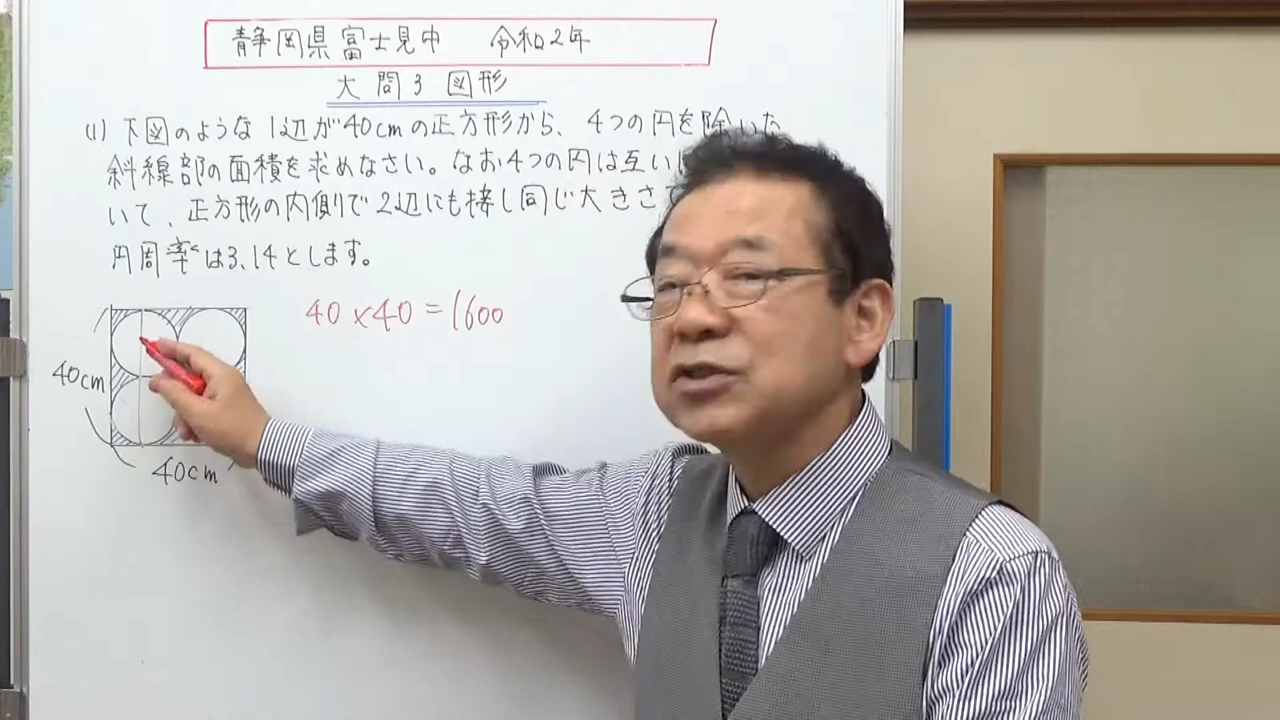 静岡県富士見中 令和2年
大問3図形
(1) 下図のような1辺が40cmの正方形から、4つの円を除いた
斜線部の面積を求めなさい。なお4つの円は互いに
いて、正方形の内側で2辺にも接し同じ大きさ
円周率は3.14とします。
40×40=1600
40cm
40cm